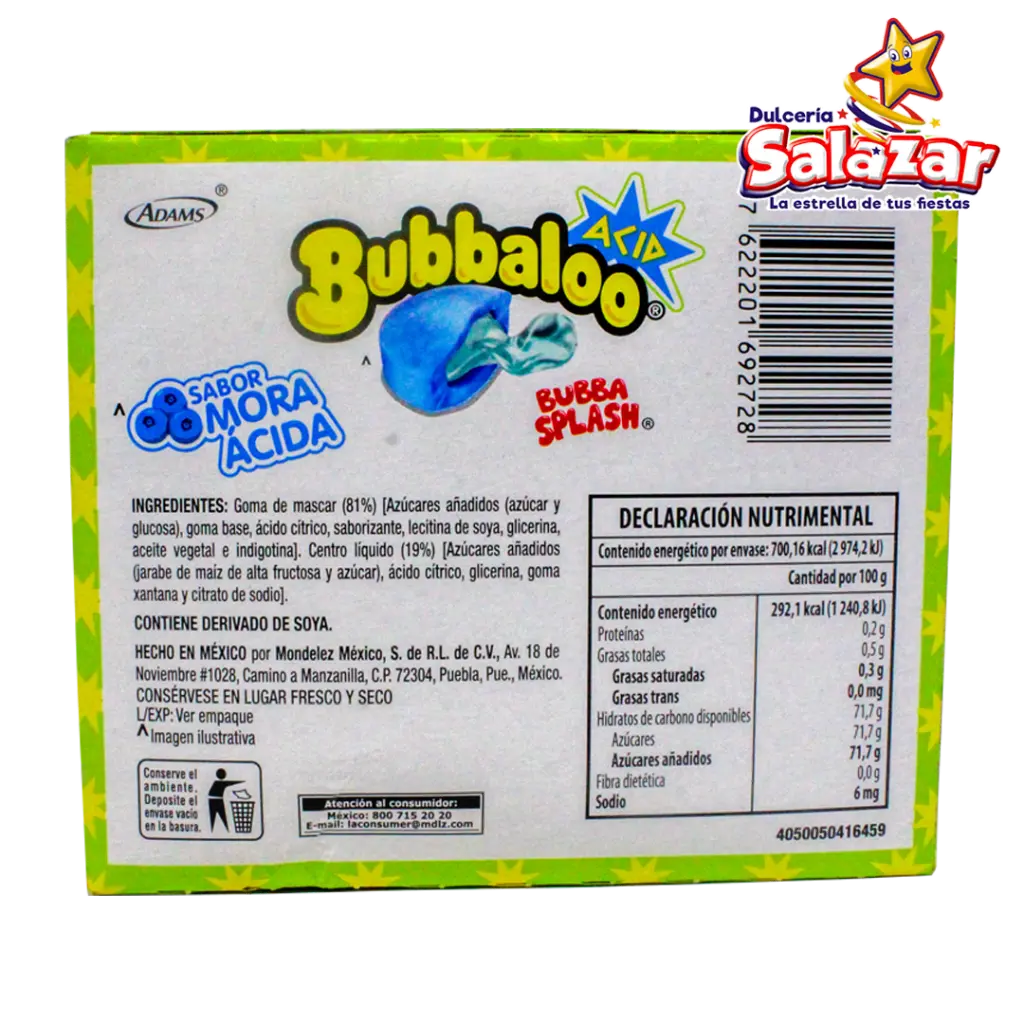 Dulcería
Salazar
La estrella de tus fiestas
ADAMS®
Bubbaloo®
ACID
^
BUBBA
SPLASH®
^
SABOR
MORA
ÁCIDA
7 622201 692728
INGREDIENTES: Goma de mascar (81%) [Azúcares añadidos (azúcar y
glucosa), goma base, ácido cítrico, saborizante, lecitina de soya, glicerina,
aceite vegetal e indigotina]. Centro líquido (19%) [Azúcares añadidos
(jarabe de maíz de alta fructosa y azúcar), ácido cítrico, glicerina, goma
xantana y citrato de sodio].
CONTIENE DERIVADO DE SOYA.
HECHO EN MÉXICO por Mondelez México, S. de R.L. de C.V., Av. 18 de
Noviembre #1028, Camino a Manzanilla, C.P. 72304, Puebla, Pue., México.
CONSÉRVESE EN LUGAR FRESCO Y SECO
L/EXP: Ver empaque
^Imagen ilustrativa
Conserve el
ambiente.
Deposite el
envase vacío
en la basura.
Atención al consumidor:
México: 800 715 20 20
E-mail: laconsumer@mdlz.com
DECLARACIÓN NUTRIMENTAL
Contenido energético por envase: 700,16 kcal (2 974,2 kJ)
Cantidad por 100 g
Contenido energético 292,1 kcal (1 240,8 kJ)
Proteínas 0,2 g
Grasas totales 0,5 g
Grasas saturadas 0,3 g
Grasas trans 0,0 mg
Hidratos de carbono disponibles 71,7 g
Azúcares 71,7 g
Azúcares añadidos 71,7 g
Fibra dietética 0,0 g
Sodio 6 mg
4050050416459